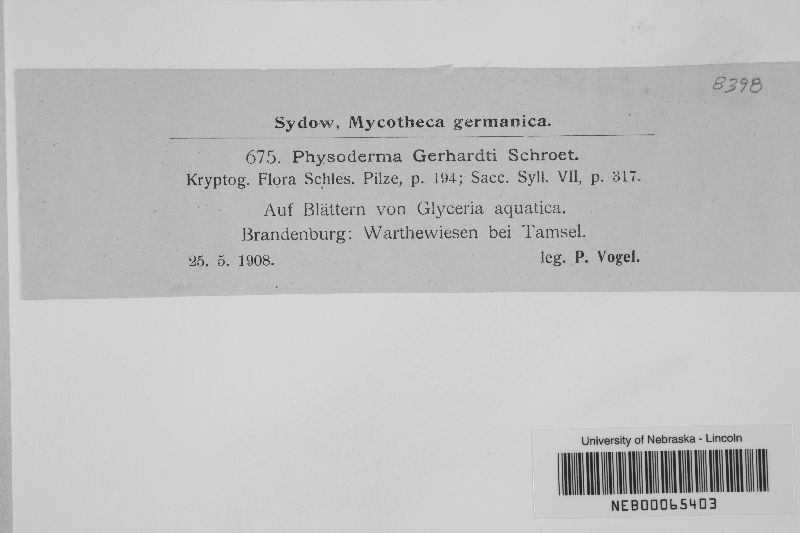 8398
Sydow, Mycotheca germanica.
675. Physoderma Gerhardti Schroet.
Kryptog. Flora Schles. Pilze, p. 194; Sacc. Syll. VII, p. 317.
Auf Blättern von Glyceria aquatica.
Brandenburg: Warthewiesen bei Tamsel.
25. 5. 1908. leg. P. Vogel.
University of Nebraska - Lincoln
NEB00065403